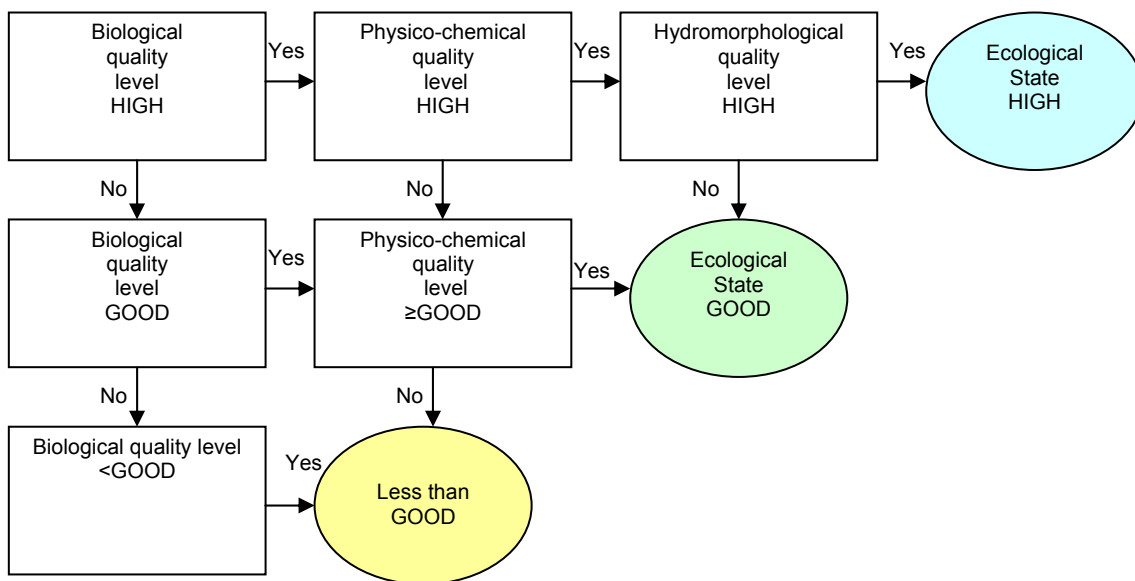 Biological
quality
level
HIGH
Yes
Physico-chemical
quality
level
HIGH
Yes
Hydromorphological
quality
level
HIGH
Yes
Ecological
State
HIGH
No
No
No
Biological
quality
level
GOOD
Yes
Physico-chemical
quality
level
≥GOOD
Yes
Ecological
State
GOOD
No
No
Biological quality level
<GOOD
Yes
Less than
GOOD